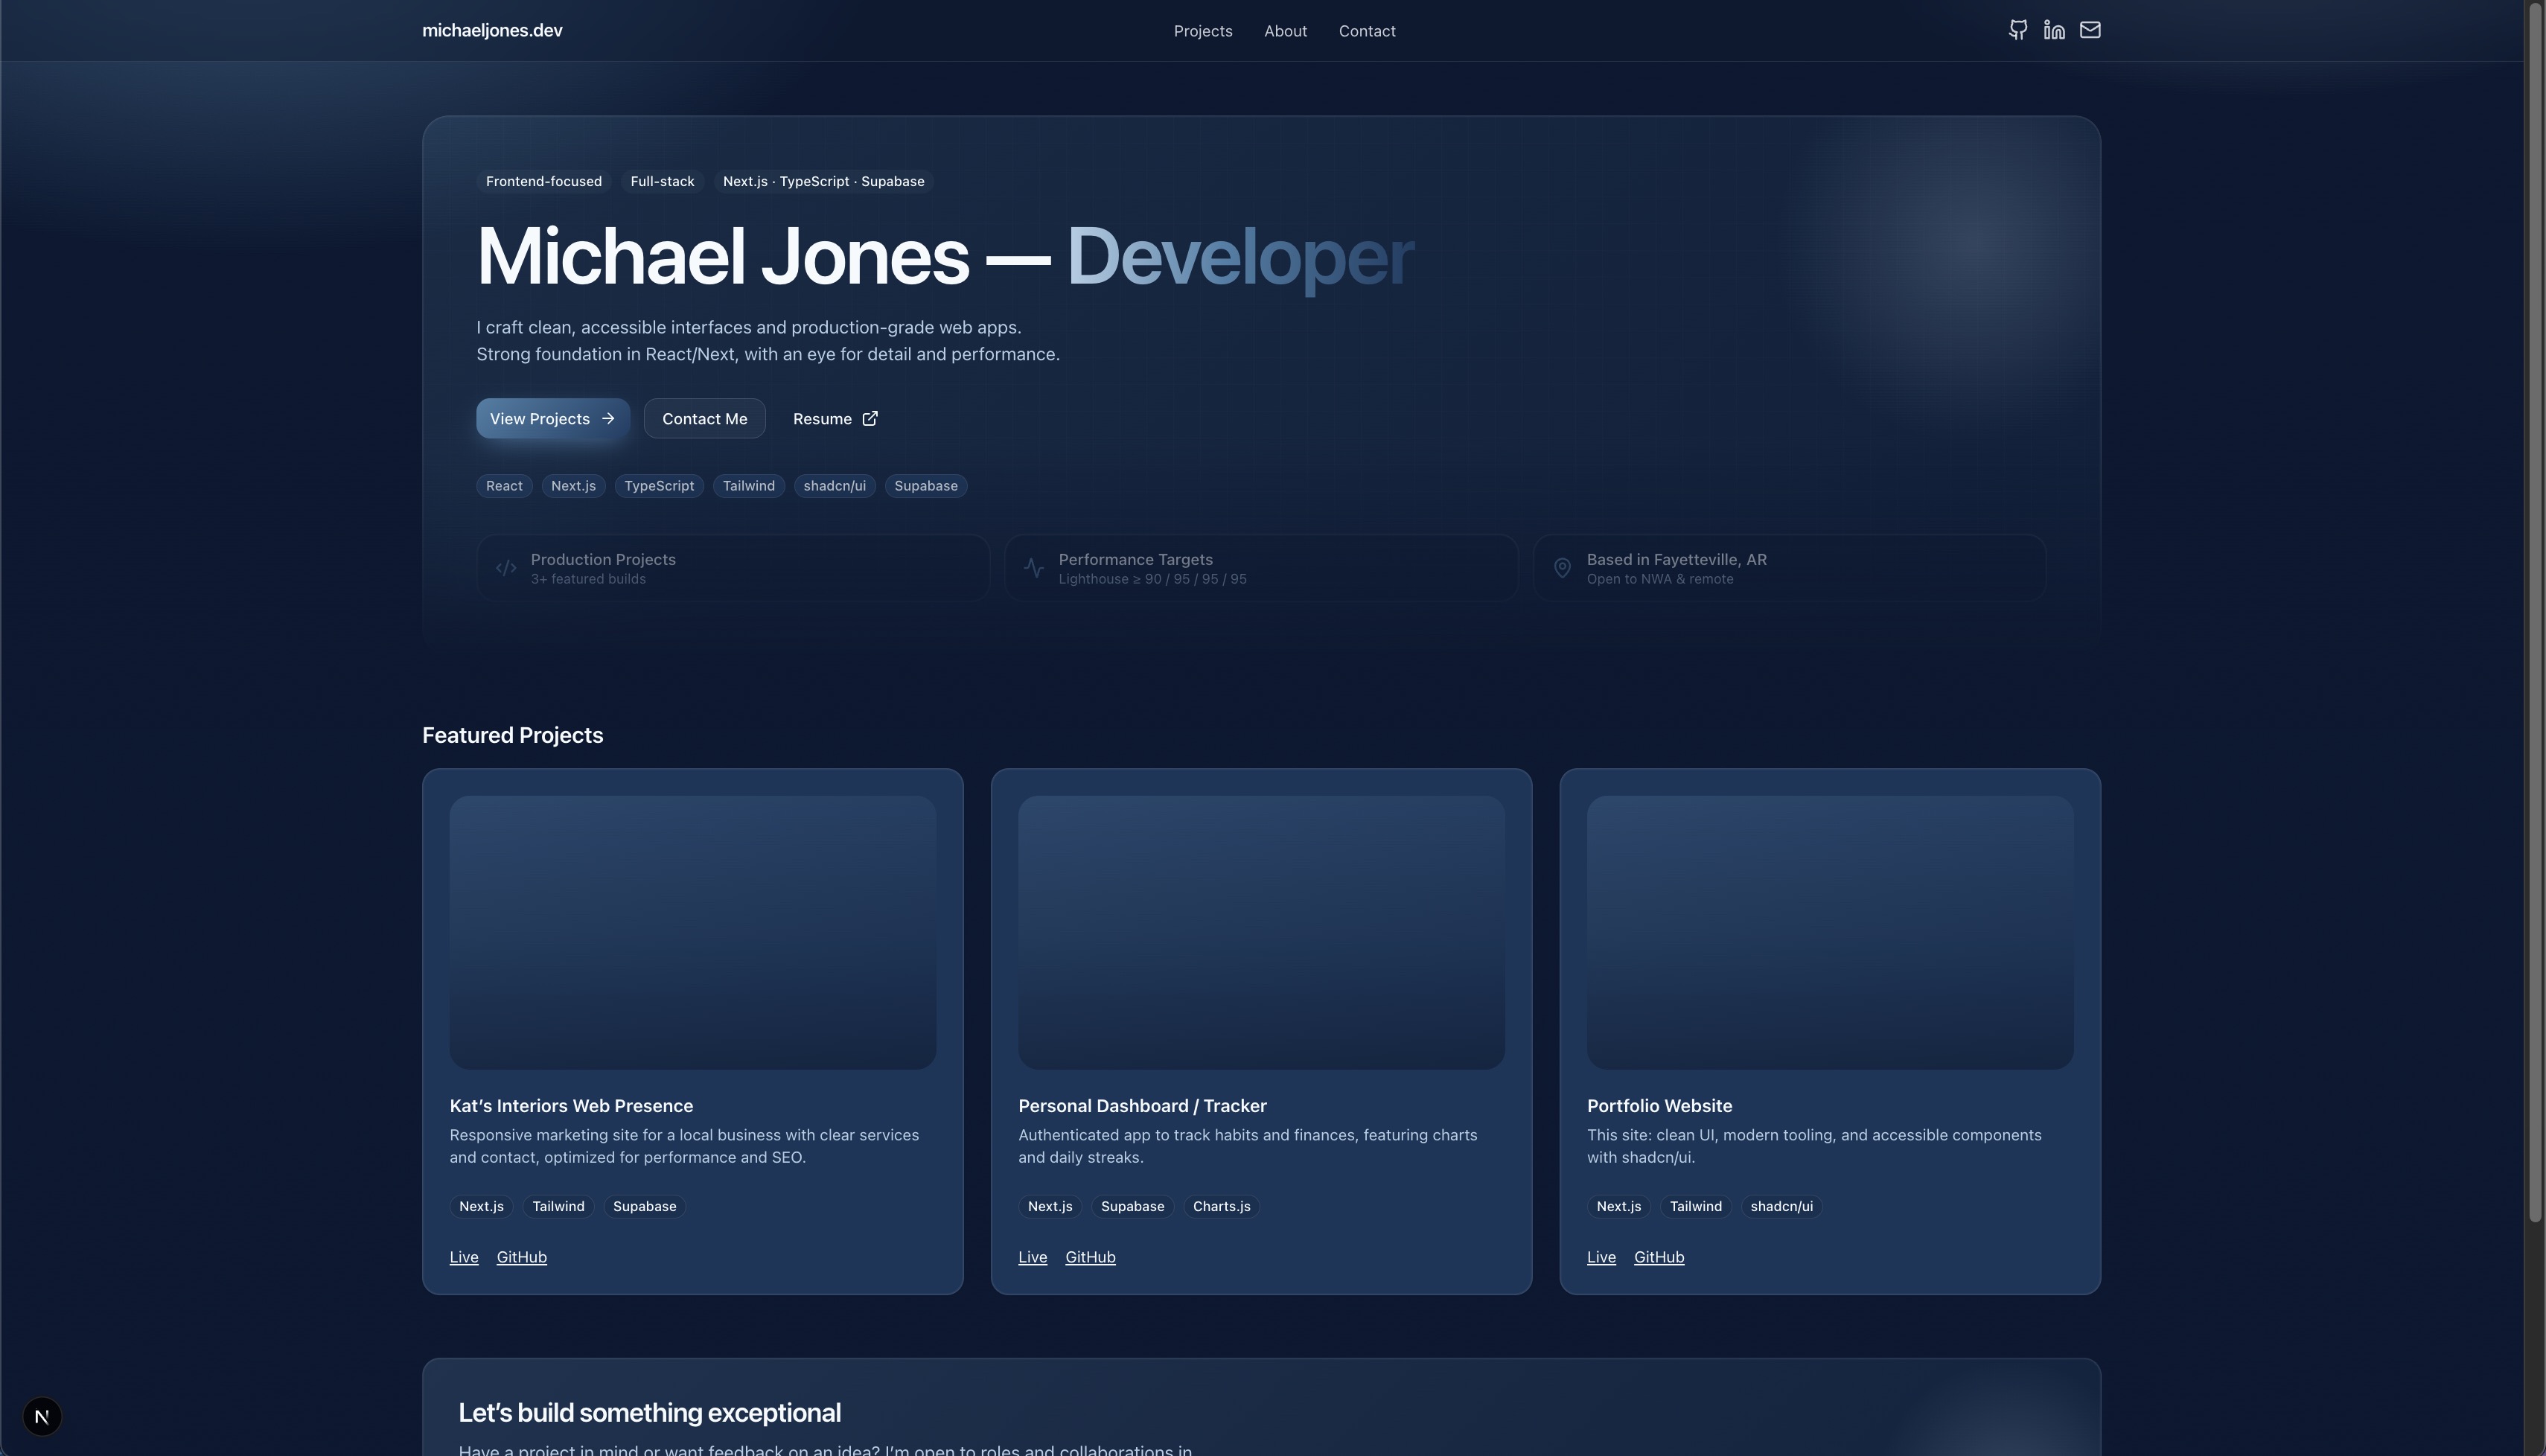 michaeljones.dev
Projects
About
Contact
Frontend-focused
Full-stack
Next.js · TypeScript · Supabase
Michael Jones — Developer
I craft clean, accessible interfaces and production-grade web apps.
Strong foundation in React/Next, with an eye for detail and performance.
View Projects
Contact Me
Resume
React
Next.js
TypeScript
Tailwind
shadcn/ui
Supabase
Production Projects
3+ featured builds
Performance Targets
Lighthouse ≥ 90 / 95 / 95 / 95
Based in Fayetteville, AR
Open to NWA & remote
Featured Projects
Kat’s Interiors Web Presence
Responsive marketing site for a local business with clear services
and contact, optimized for performance and SEO.
Next.js
Tailwind
Supabase
Live
GitHub
Personal Dashboard / Tracker
Authenticated app to track habits and finances, featuring charts
and daily streaks.
Next.js
Supabase
Charts.js
Live
GitHub
Portfolio Website
This site: clean UI, modern tooling, and accessible components
with shadcn/ui.
Next.js
Tailwind
shadcn/ui
Live
GitHub
N
Let’s build something exceptional
Have a project in mind or want feedback on an idea? I’m open to roles and collaborations in